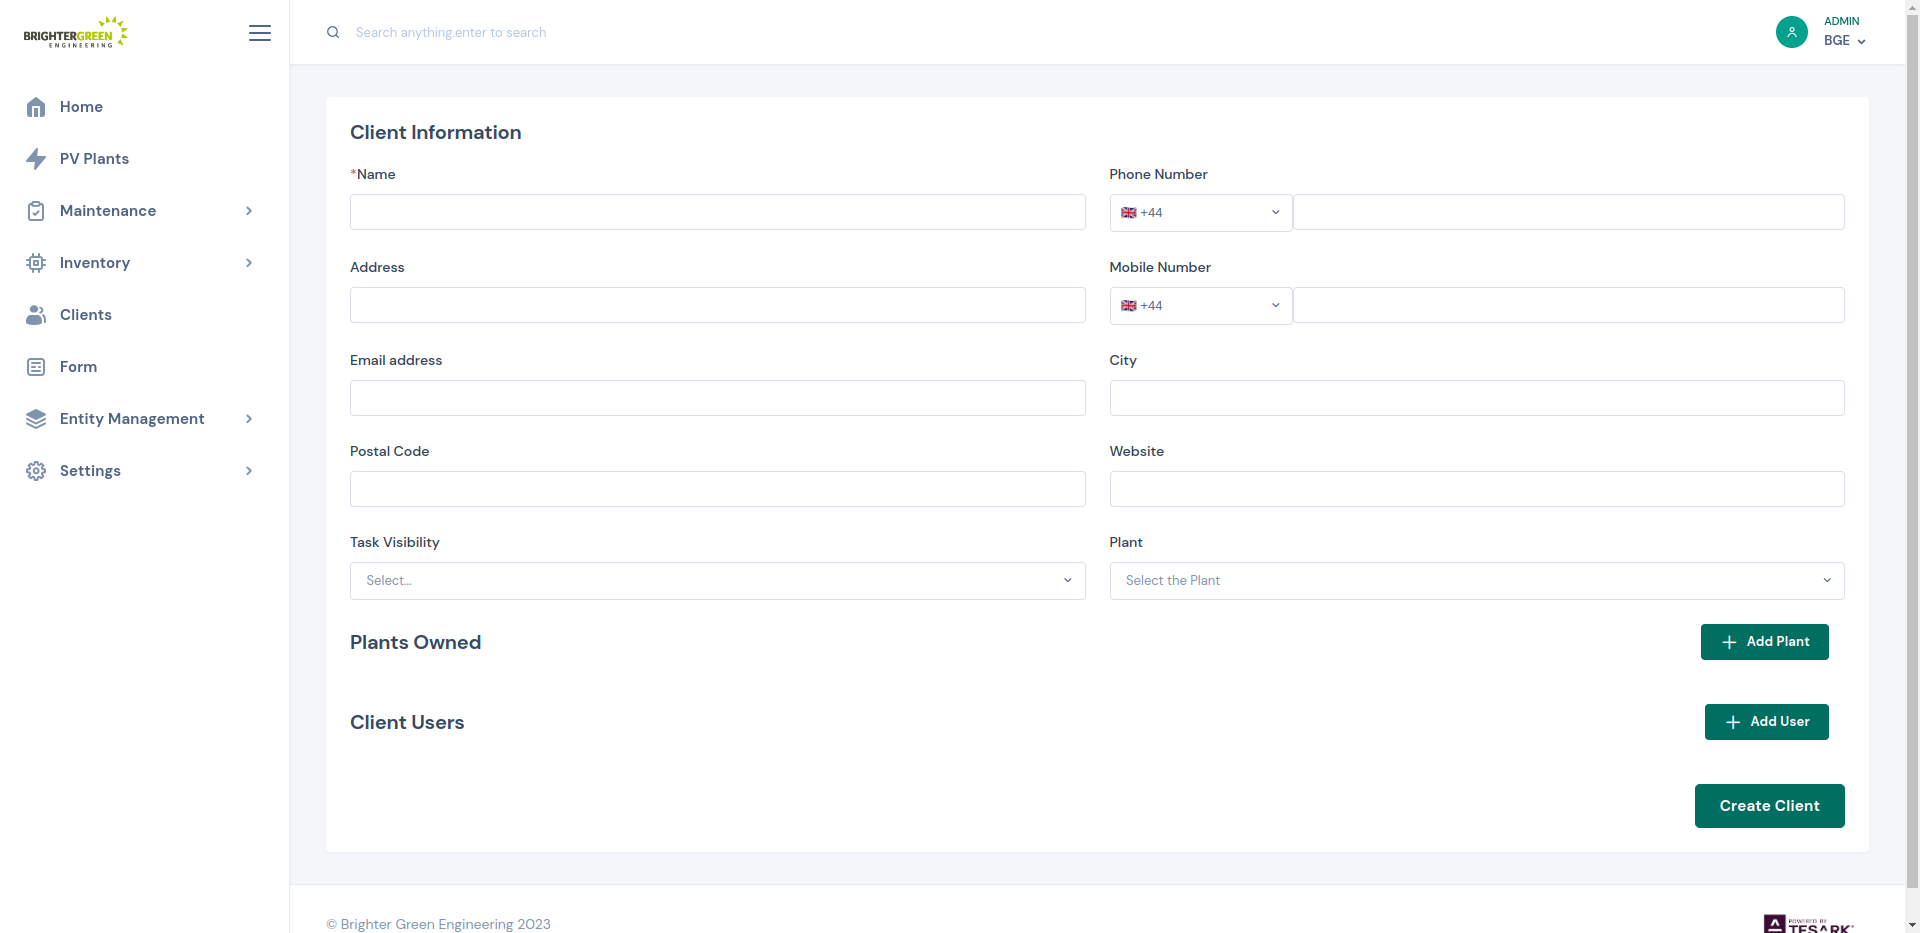 BRIGHTERGREEN
ENGINEERING
Search anything.enter to search
ADMIN
BGE
Home
PV Plants
Maintenance
Inventory
Clients
Form
Entity Management
Settings
Client Information
*Name
Phone Number
+44
Address
Mobile Number
+44
Email address
City
Postal Code
Website
Task Visibility
Plant
Select...
Select the Plant
Plants Owned
Add Plant
Client Users
Add User
Create Client
© Brighter Green Engineering 2023
POWERED BY
TESARK